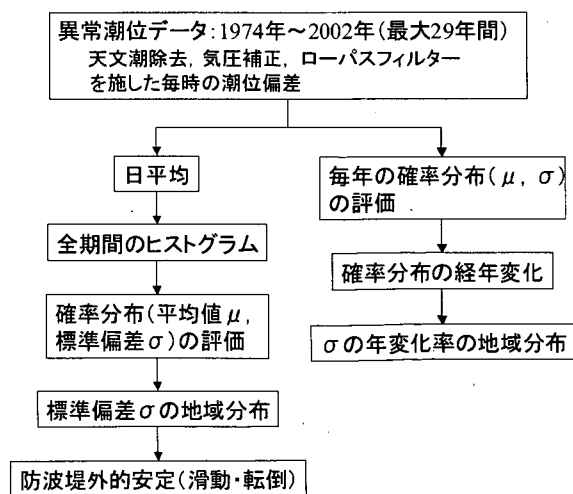 異常潮位データ:1974年～2002年(最大29年間)
天文潮除去, 気圧補正, ローパスフィルター
を施した毎時の潮位偏差
日平均
全期間のヒストグラム
確率分布(平均値μ,
標準偏差σ)の評価
標準偏差σの地域分布
防波堤外的安定(滑動・転倒)
毎年の確率分布(μ, σ)
の評価
確率分布の経年変化
σの年変化率の地域分布